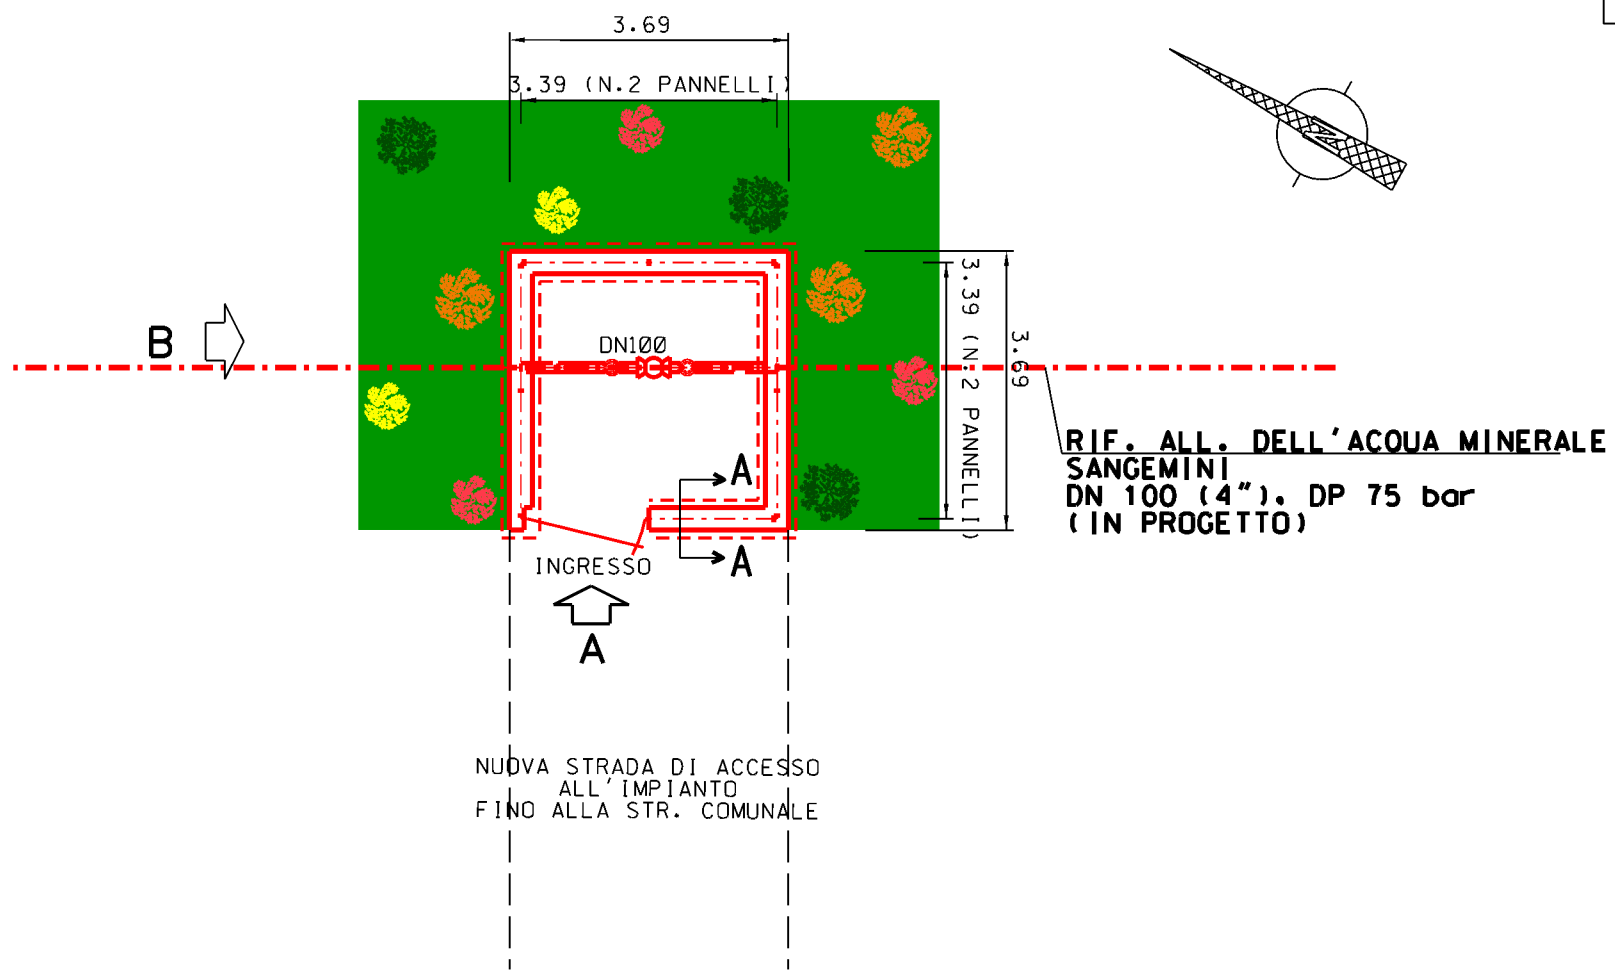 3.69
3.39 (N.2 PANNELLI)
N
B
DN100
3.39 (N.2 PANNELLI)
3.69
RIF. ALL. DELL'ACQUA MINERALE
SANGEMINI
DN 100 (4"). DP 75 bar
(IN PROGETTO)
A
A
INGRESSO
A
NUOVA STRADA DI ACCESSO
ALL'IMPIANTO
FINO ALLA STR. COMUNALE